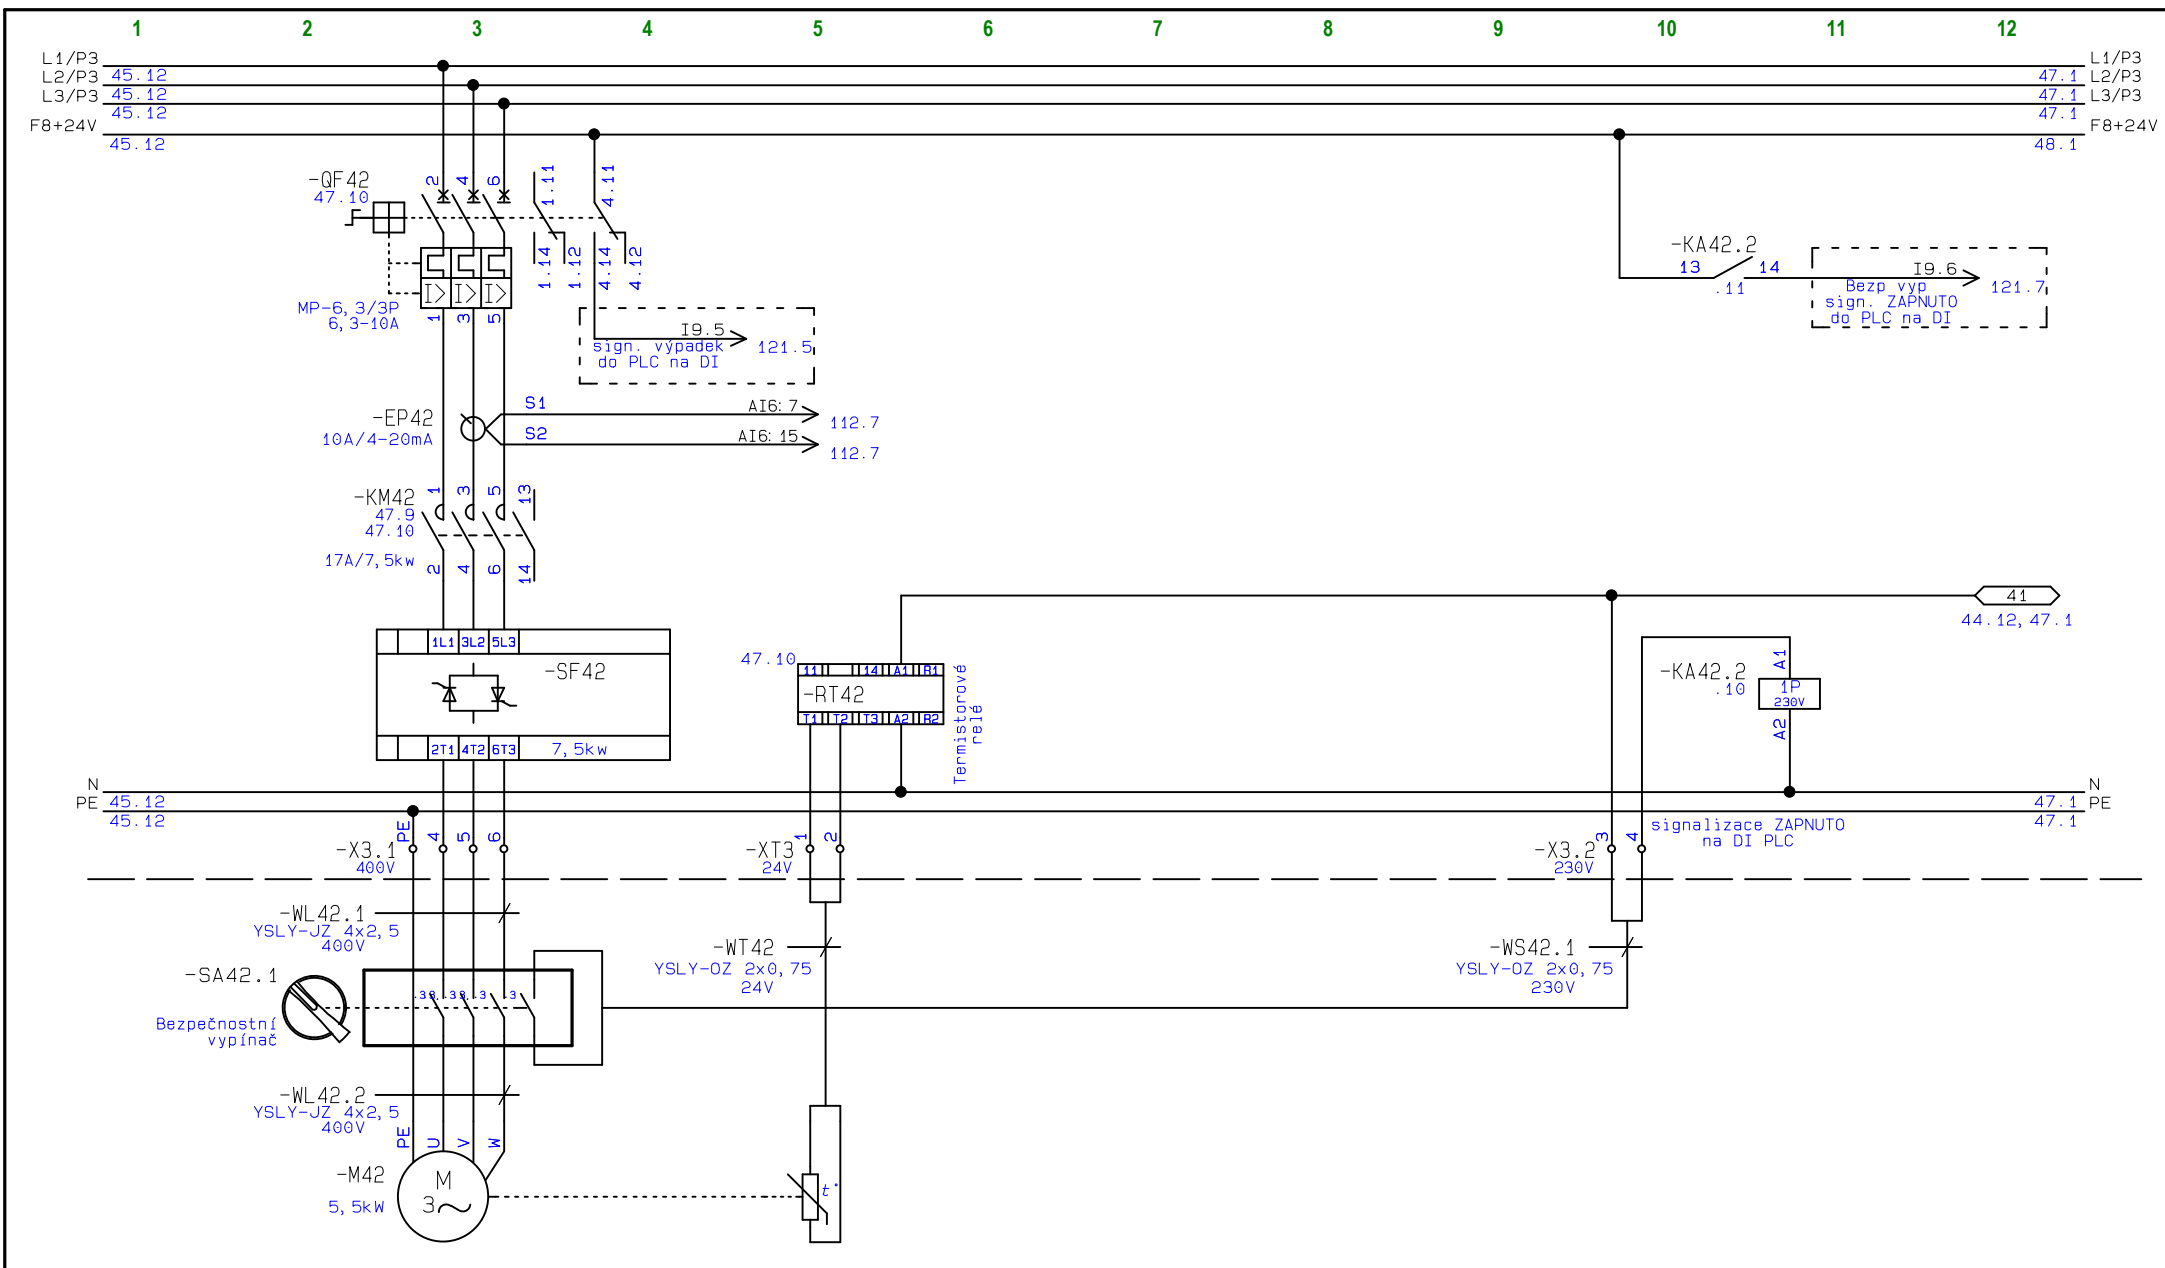 1 2 3 4 5 6 7 8 9 10 11 12
L1/P3 L1/P3
L2/P3 45.12 47.1 L2/P3
L3/P3 45.12 47.1 L3/P3
45.12 47.1
F8+24V F8+24V
45.12 48.1
-QF42
47.10
2 4 6 1.11 4.11
1.14 1.12 4.14 4.12
I> I> I>
MP-6,3/3P
6,3-10A
1 3 5
I9.5
sign. výpadek 121.5
do PLC na DI
-KA42.2
13 14
.11
I9.6
Bezp vyp 121.7
sign. ZAPNUTO
do PLC na DI
-EP42
10A/4-20mA
S1 AI6:7 112.7
S2 AI6:15 112.7
-KM42
47.9
47.10
17A/7,5kw
1 3 5 13
2 4 6 14
1L1 3L2 5L3
-SF42
2T1 4T2 6T3 7,5kw
47.10
11 14 A1 R1
-RT42
T1 T2 T3 A2 R2
Termistorové
relé
41
44.12,47.1
-KA42.2
.10
A1
1P
230V
A2
N N
PE 45.12 47.1 PE
45.12 47.1
signalizace ZAPNUTO
na DI PLC
-X3.1
400V
PE 4 5 6
-XT3
24V
1 2
-X3.2
230V
3 4
-WL42.1
YSLY-JZ 4x2,5
400V
-WT42
YSLY-OZ 2x0,75
24V
-WS42.1
YSLY-OZ 2x0,75
230V
-SA42.1
Bezpečnostní
vypínač
-WL42.2
YSLY-JZ 4x2,5
400V
PE U V W
-M42
5,5kW
M
3~
t°